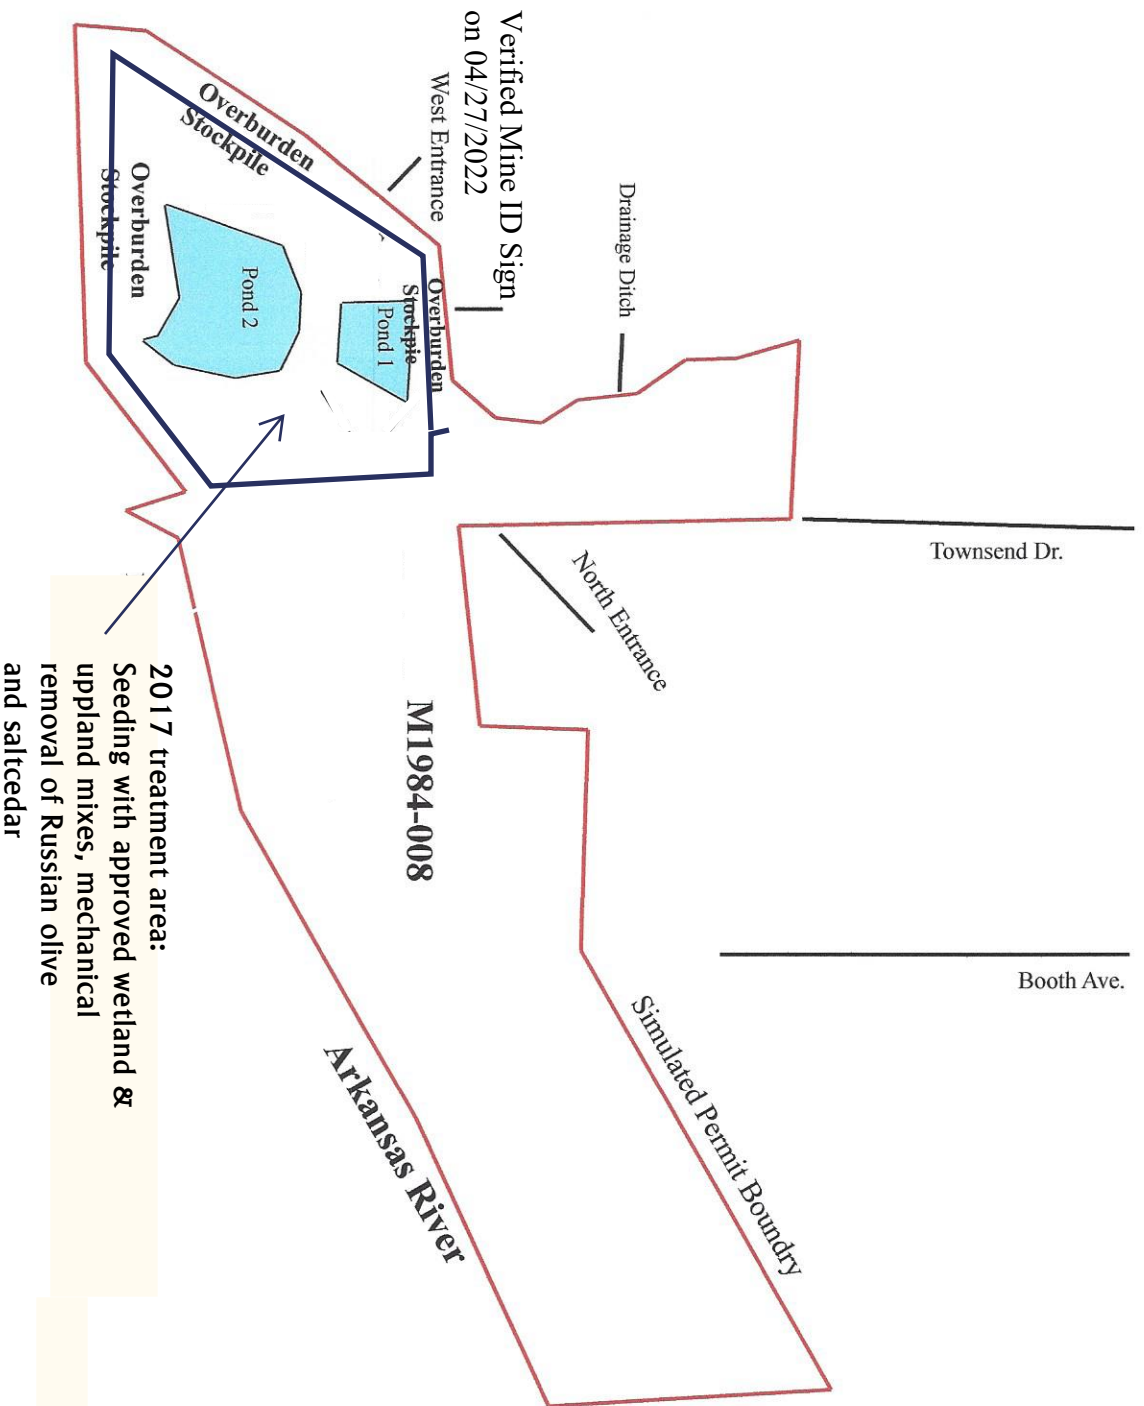 Verified Mine ID Sign
on 04/27/2022
West Entrance
Drainage Ditch
Overburden
Stockpile
Overburden
Stockpile
Overburden
Stockpie
Pond 1
Pond 2
Townsend Dr.
North Entrance
M1984-008
Booth Ave.
Simulated Permit Boundry
Arkansas River
2017 treatment area:
Seeding with approved wetland &
uppland mixes, mechanical
removal of Russian olive
and saltcedar